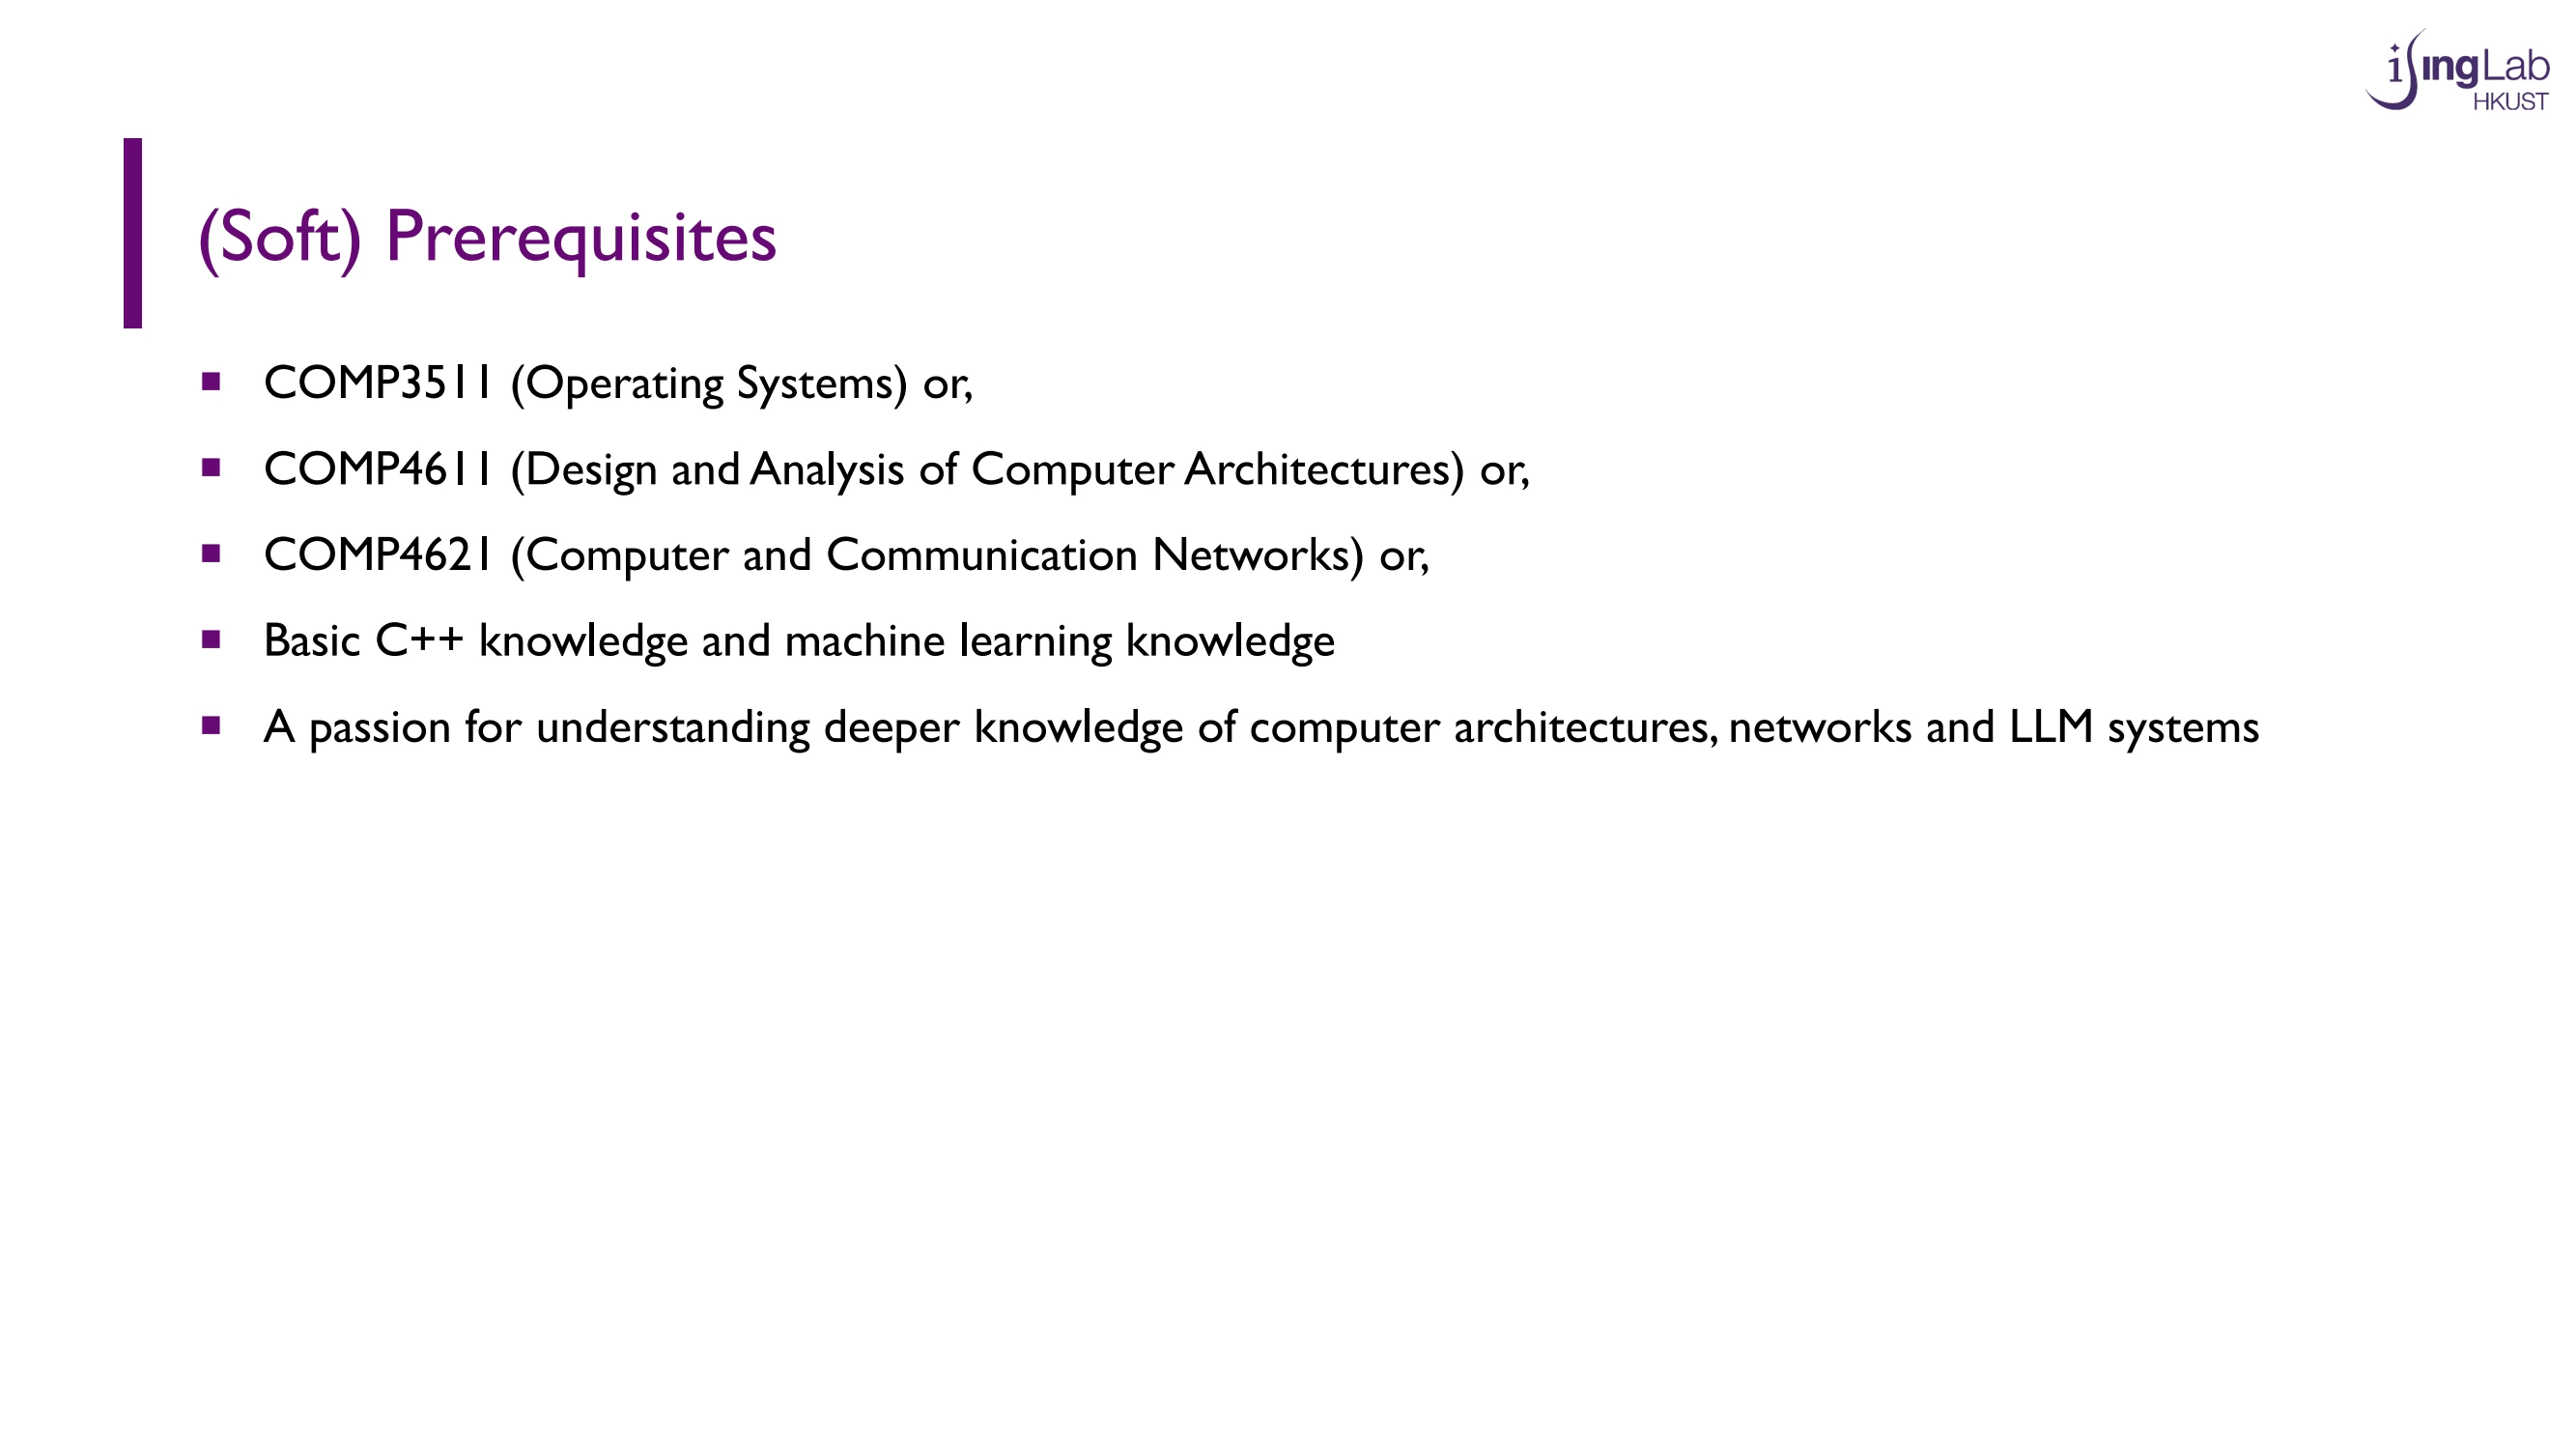 iSingLab
HKUST
(Soft) Prerequisites
COMP3511 (Operating Systems) or,
COMP4611 (Design and Analysis of Computer Architectures) or,
COMP4621 (Computer and Communication Networks) or,
Basic C++ knowledge and machine learning knowledge
A passion for understanding deeper knowledge of computer architectures, networks and LLM systems